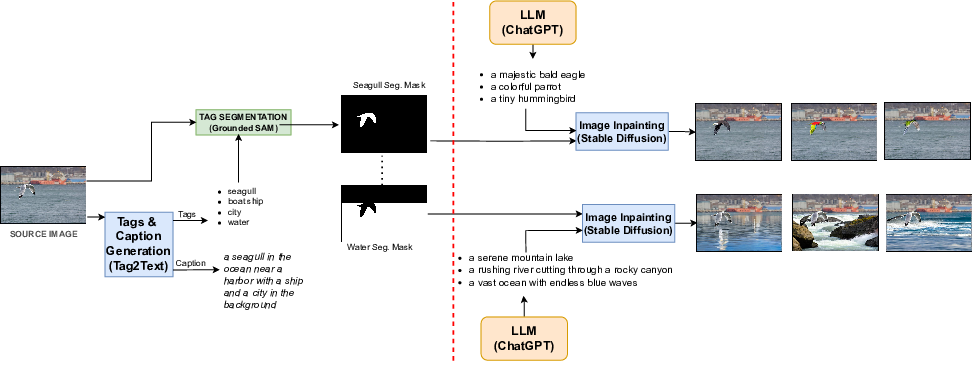 SOURCE IMAGE
Tags &
Caption
Generation
(Tag2Text)
Tags
Caption
TAG SEGMENTATION
(Grounded SAM)
seagull
boat ship
city
water
a seagull in the
ocean near a
harbor with a ship
and a city in the
background
Seagull Seg. Mask
Water Seg. Mask
LLM
(ChatGPT)
a majestic bald eagle
a colorful parrot
a tiny hummingbird
Image Inpainting
(Stable Diffusion)
Image Inpainting
(Stable Diffusion)
a serene mountain lake
a rushing river cutting through a rocky canyon
a vast ocean with endless blue waves
LLM
(ChatGPT)